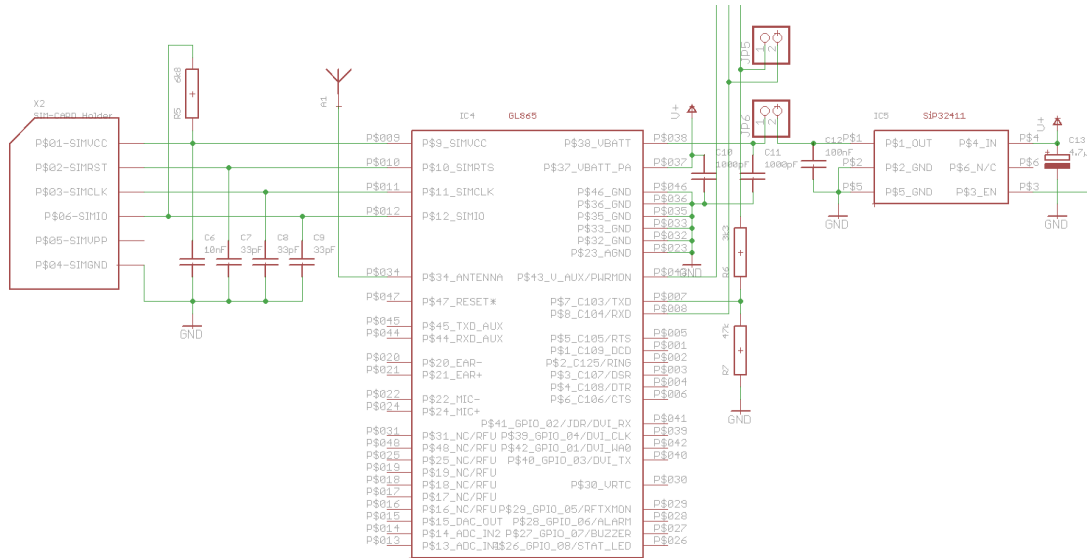 JP5
1
2
6k8
R5
A1
X2
SIM-CARD Holder
IC4
GL865
U+
JP6
1
2
IC5
SiP32411
U+
P$01-SIMVCC
P$02-SIMRST
P$03-SIMCLK
P$06-SIMIO
P$05-SIMVPP
P$04-SIMGND
C6
10nF
C7
33pF
C8
33pF
C9
33pF
GND
P$009
P$9_SIMVCC
P$010
P$10_SIMRTS
P$011
P$11_SIMCLK
P$012
P$12_SIMIO
P$034
P$34_ANTENNA
P$047
P$47_RESET*
P$045
P$45_TXD_AUX
P$044
P$44_RXD_AUX
P$020
P$20_EAR-
P$021
P$21_EAR+
P$022
P$22_MIC-
P$024
P$24_MIC+
P$031
P$31_NC/RFU
P$048
P$48_NC/RFU
P$025
P$25_NC/RFU
P$019
P$19_NC/RFU
P$018
P$18_NC/RFU
P$017
P$17_NC/RFU
P$016
P$16_NC/RFU
P$015
P$15_DAC_OUT
P$014
P$14_ADC_IN2
P$013
P$38_VBATT
P$038
P$37_VBATT_PA
P$037
P$46_GND
P$046
P$36_GND
P$036
P$35_GND
P$035
P$33_GND
P$033
P$32_GND
P$032
P$23_AGND
P$023
GND
P$43_V_AUX/PWRMON
P$043
P$7_C103/TXD
P$007
P$8_C104/RXD
P$008
P$5_C105/RTS
P$005
P$1_C109_DCD
P$001
P$2_C125/RING
P$002
P$3_C107/DSR
P$003
P$4_C108/DTR
P$004
P$6_C106/CTS
P$006
P$41_GPIO_02/JDR/DVI_RX
P$041
P$39_GPIO_04/DVI_CLK
P$039
P$42_GPIO_01/DVI_WA0
P$042
P$40_GPIO_03/DVI_TX
P$040
P$30_VRTC
P$030
P$29_GPIO_05/RFTXMON
P$029
P$28_GPIO_06/ALARM
P$028
P$27_GPIO_07/BUZZER
P$027
P$26_GPIO_08/STAT_LED
P$026
C10
1000pF
C11
1000pF
3k3
R6
47k
R7
GND
C12
100nF
GND
P$1
P$1_OUT
P$2
P$2_GND
P$5
P$5_GND
P$4_IN
P$4
P$6_N/C
P$6
P$3_EN
P$3
C13
GND